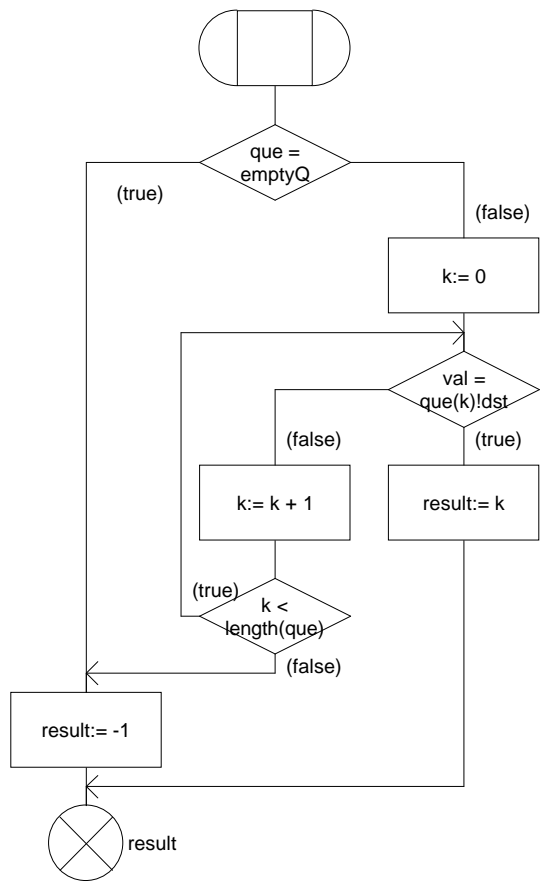 que =
emptyQ
(true)
(false)
k:= 0
val =
que(k)!dst
(false)
(true)
k:= k + 1
result:= k
(true)
k <
length(que)
(false)
result:= -1
result